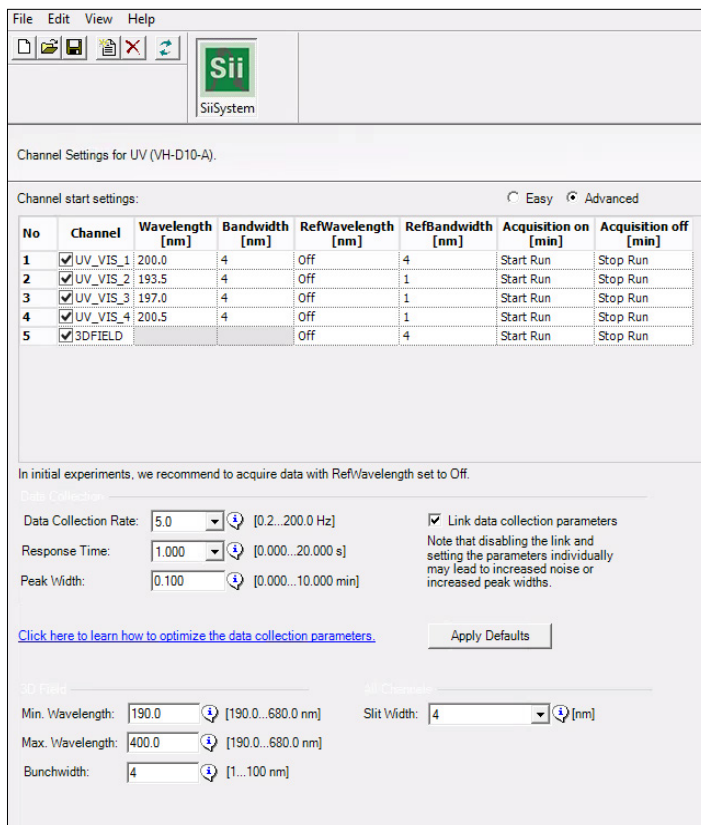 File Edit View Help
Sii
SiiSystem
Channel Settings for UV (VH-D10-A).
Channel start settings: Easy Advanced
No Channel Wavelength [nm] Bandwidth [nm] RefWavelength [nm] RefBandwidth [nm] Acquisition on [min] Acquisition off [min]
1 UV_VIS_1 200.0 4 Off 4 Start Run Stop Run
2 UV_VIS_2 193.5 4 Off 1 Start Run Stop Run
3 UV_VIS_3 197.0 4 Off 1 Start Run Stop Run
4 UV_VIS_4 200.5 4 Off 1 Start Run Stop Run
5 3DFIELD Off 4 Start Run Stop Run
In initial experiments, we recommend to acquire data with RefWavelength set to Off.
Data Collection
Data Collection Rate: 5.0 [0.2...200.0 Hz]
Response Time: 1.000 [0.000...20.000 s]
Peak Width: 0.100 [0.000...10.000 min]
Link data collection parameters
Note that disabling the link and
setting the parameters individually
may lead to increased noise or
increased peak widths.
Click here to learn how to optimize the data collection parameters.
Apply Defaults
3D Field
Min. Wavelength: 190.0 [190.0...680.0 nm]
Max. Wavelength: 400.0 [190.0...680.0 nm]
Bunchwidth: 4 [1...100 nm]
All Channels
Slit Width: 4 [nm]